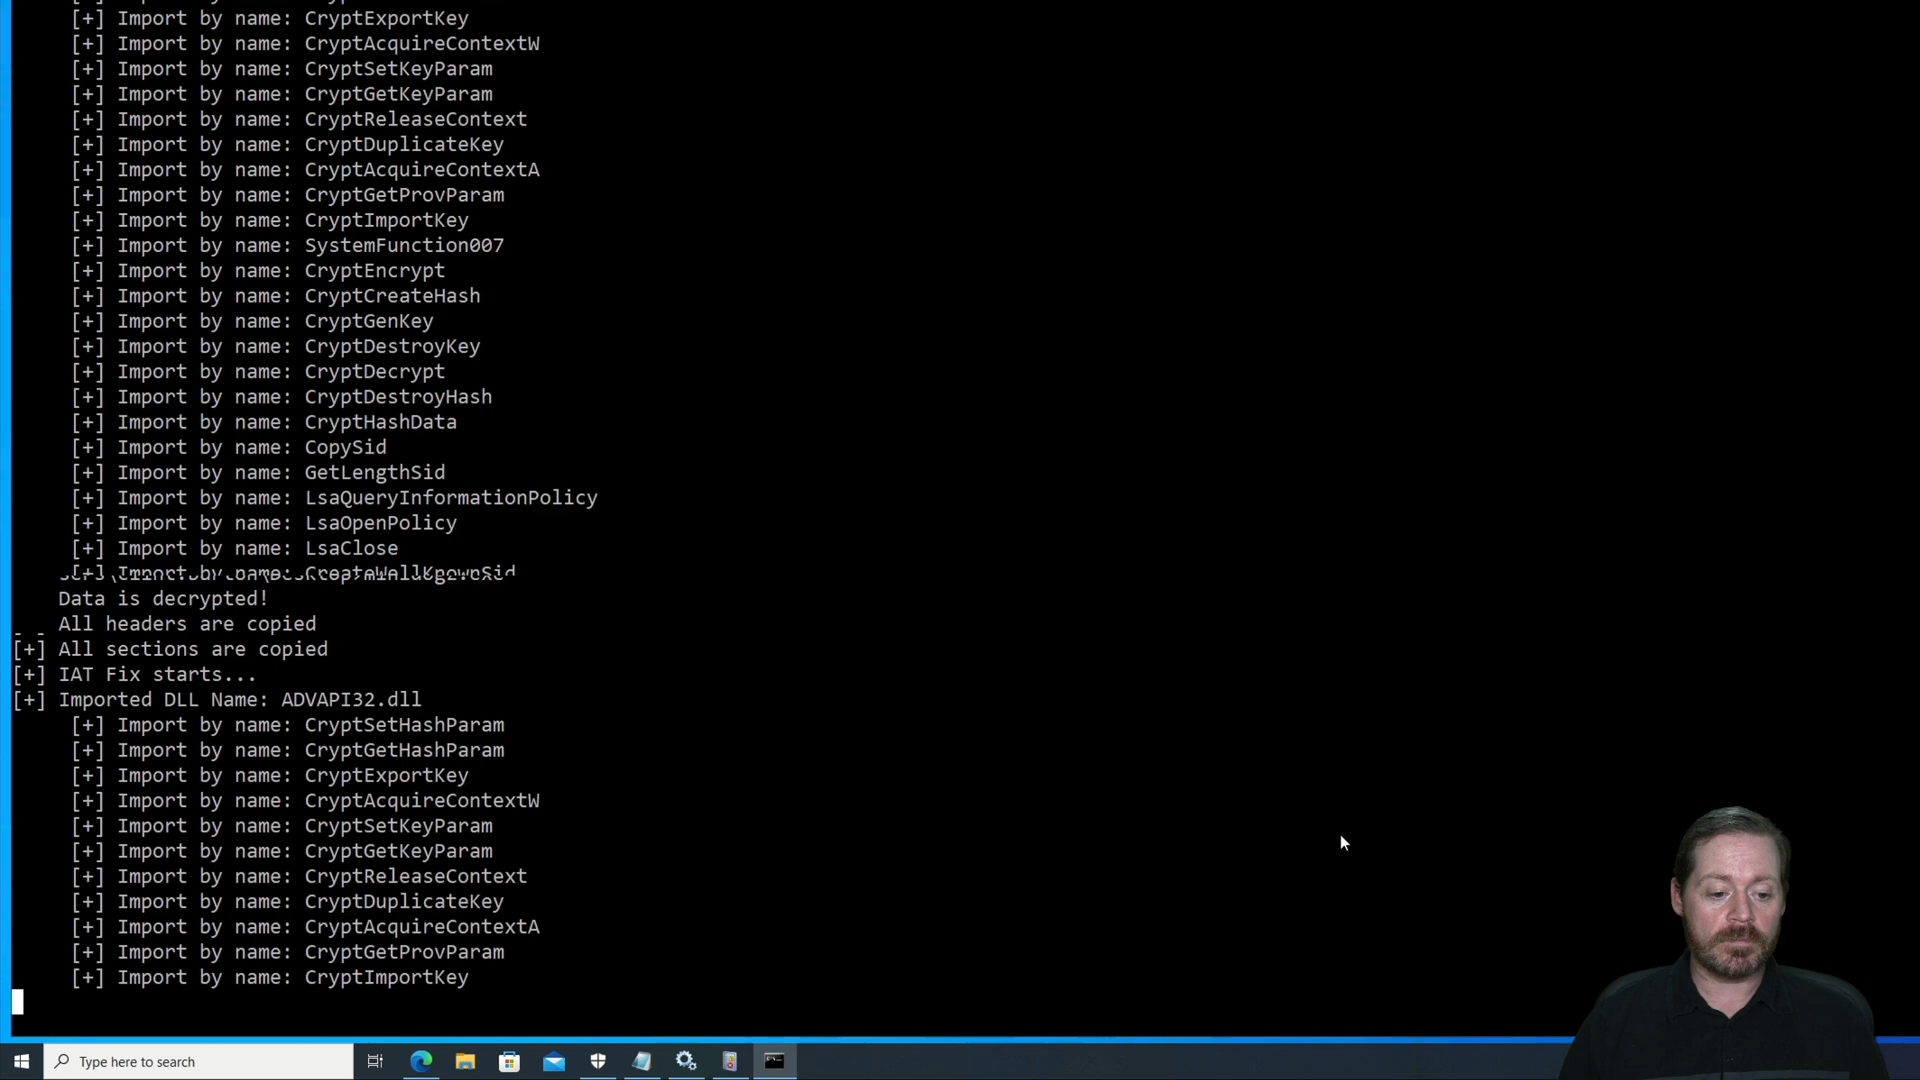 [+] Import by name: CryptExportKey
[+] Import by name: CryptAcquireContextW
[+] Import by name: CryptSetKeyParam
[+] Import by name: CryptGetKeyParam
[+] Import by name: CryptReleaseContext
[+] Import by name: CryptDuplicateKey
[+] Import by name: CryptAcquireContextA
[+] Import by name: CryptGetProvParam
[+] Import by name: CryptImportKey
[+] Import by name: SystemFunction007
[+] Import by name: CryptEncrypt
[+] Import by name: CryptCreateHash
[+] Import by name: CryptGenKey
[+] Import by name: CryptDestroyKey
[+] Import by name: CryptDecrypt
[+] Import by name: CryptDestroyHash
[+] Import by name: CryptHashData
[+] Import by name: CopySid
[+] Import by name: GetLengthSid
[+] Import by name: LsaQueryInformationPolicy
[+] Import by name: LsaOpenPolicy
[+] Import by name: LsaClose
[+] Import by name: CreateWellKnownSid
Data is decrypted!
All headers are copied
[+] All sections are copied
[+] IAT Fix starts...
[+] Imported DLL Name: ADVAPI32.dll
[+] Import by name: CryptSetHashParam
[+] Import by name: CryptGetHashParam
[+] Import by name: CryptExportKey
[+] Import by name: CryptAcquireContextW
[+] Import by name: CryptSetKeyParam
[+] Import by name: CryptGetKeyParam
[+] Import by name: CryptReleaseContext
[+] Import by name: CryptDuplicateKey
[+] Import by name: CryptAcquireContextA
[+] Import by name: CryptGetProvParam
[+] Import by name: CryptImportKey
Type here to search